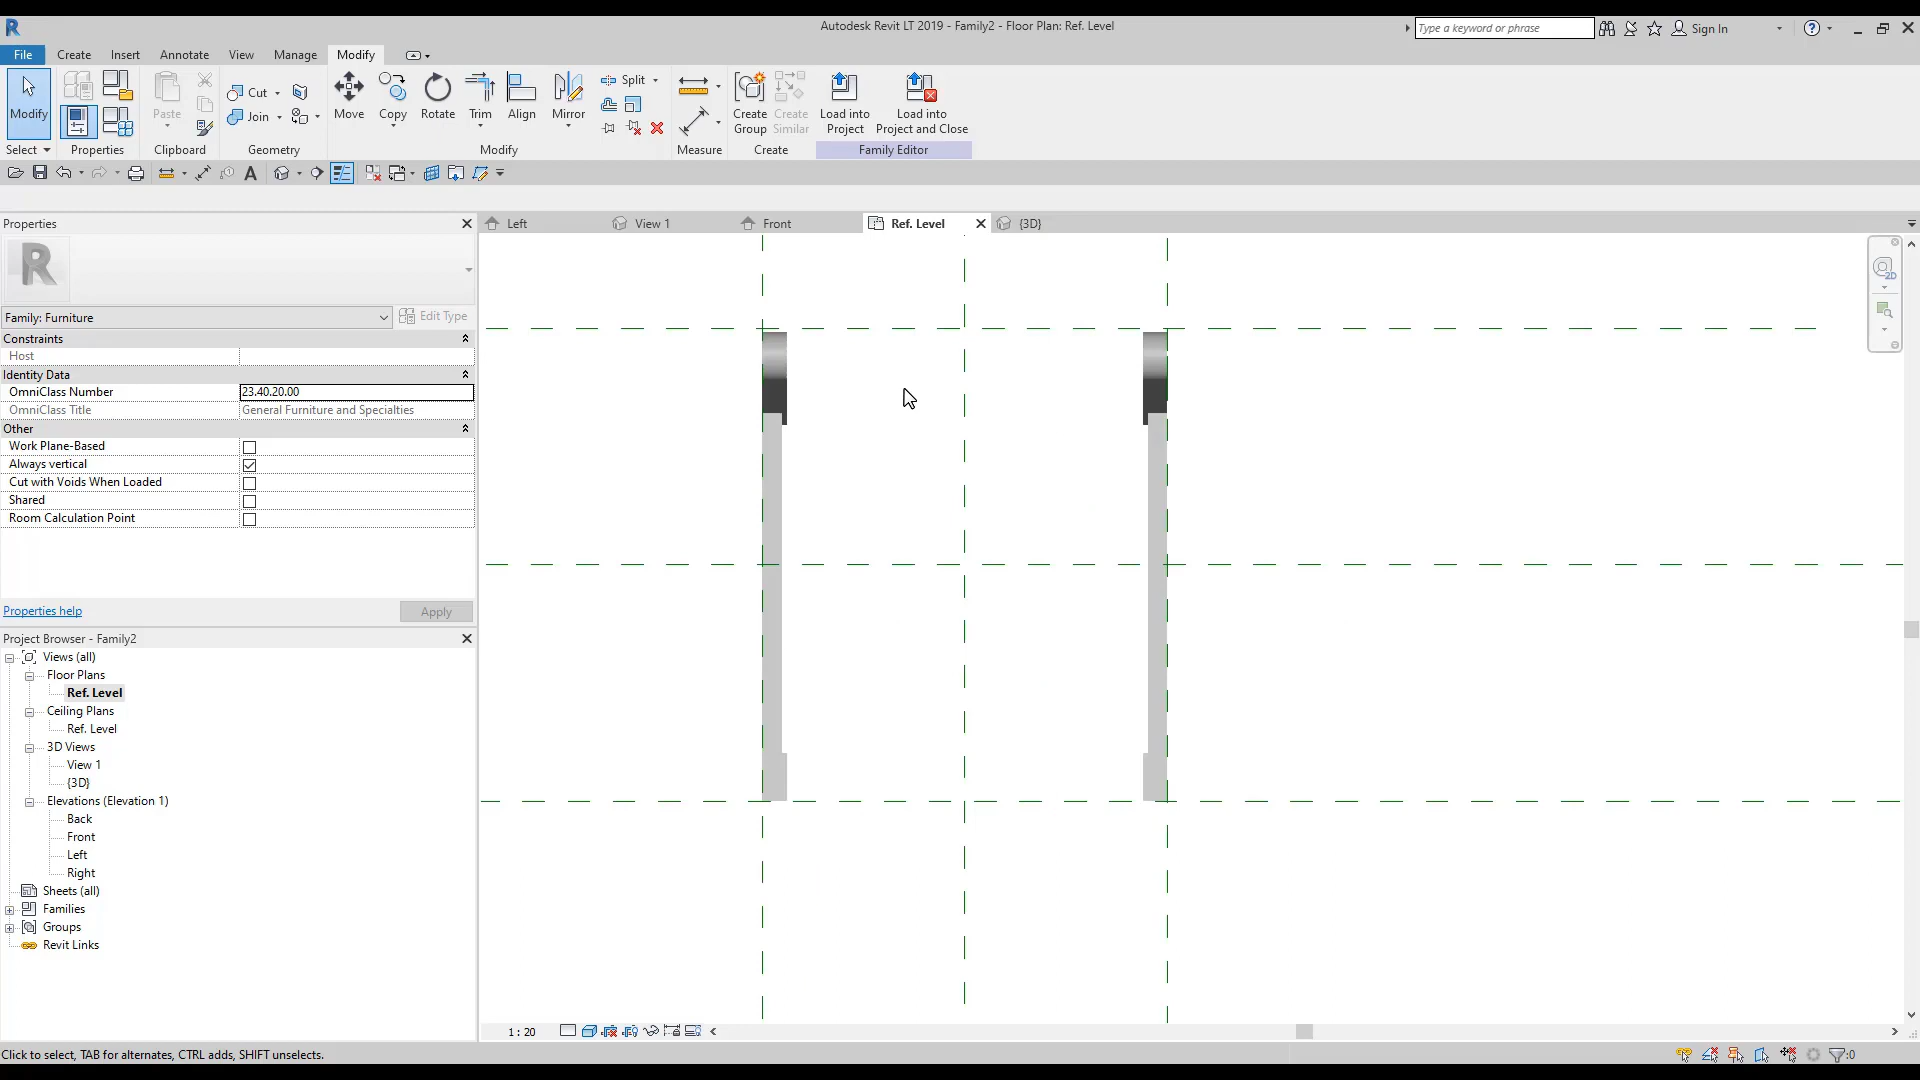 Autodesk Revit LT 2019 - Family2 - Floor Plan: Ref. Level
Type a keyword or phrase
Sign In
File
Create
Insert
Annotate
View
Manage
Modify
Modify
Select
Properties
Paste
Clipboard
Cut
Join
Geometry
Move
Copy
Rotate
Trim
Align
Mirror
Split
Modify
Measure
Create Group
Create Similar
Create
Load into Project
Load into Project and Close
Family Editor
Properties
Left
View 1
Front
Ref. Level
{3D}
Family: Furniture
Edit Type
Constraints
Host
Identity Data
OmniClass Number
23.40.20.00
OmniClass Title
General Furniture and Specialties
Other
Work Plane-Based
Always vertical
Cut with Voids When Loaded
Shared
Room Calculation Point
Properties help
Apply
Project Browser - Family2
Views (all)
Floor Plans
Ref. Level
Ceiling Plans
Ref. Level
3D Views
View 1
{3D}
Elevations (Elevation 1)
Back
Front
Left
Right
Sheets (all)
Families
Groups
Revit Links
2D
1 : 20
Click to select, TAB for alternates, CTRL adds, SHIFT unselects.
:0